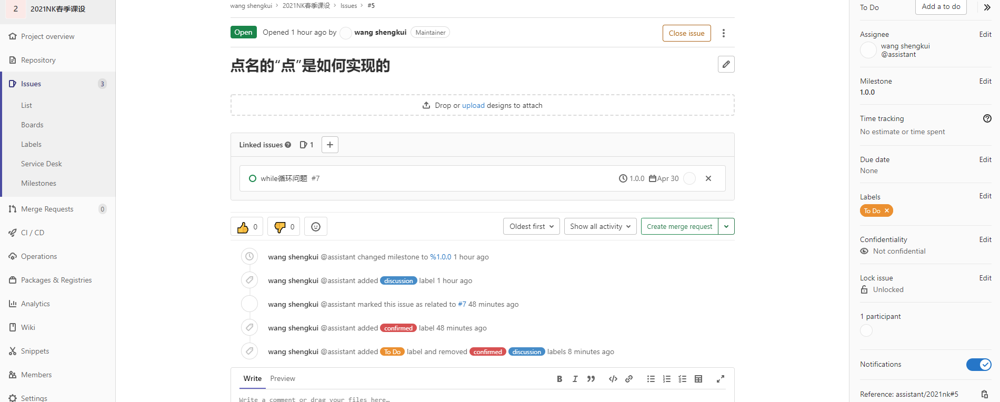 2 2021NK春季课设
Project overview
Repository
Issues 3
List
Boards
Labels
Service Desk
Milestones
Merge Requests 0
CI / CD
Operations
Packages & Registries
Analytics
Wiki
Snippets
Members
Settings
wang shengkui > 2021NK春季课设 > Issues > #5
Open Opened 1 hour ago by wang shengkui Maintainer Close issue
点名的“点”是如何实现的
Drop or upload designs to attach
Linked issues 1
while循环问题 #7 1.0.0 Apr 30
0 0 Oldest first Show all activity Create merge request
wang shengkui @assistant changed milestone to %1.0.0 1 hour ago
wang shengkui @assistant added discussion label 1 hour ago
wang shengkui @assistant marked this issue as related to #7 48 minutes ago
wang shengkui @assistant added confirmed label 48 minutes ago
wang shengkui @assistant added To Do label and removed confirmed discussion labels 8 minutes ago
Write Preview
Write a comment or drag your files here…
To Do Add a to do
Assignee Edit
wang shengkui
@assistant
Milestone Edit
1.0.0
Time tracking
No estimate or time spent
Due date Edit
None
Labels Edit
To Do
Confidentiality Edit
Not confidential
Lock issue Edit
Unlocked
1 participant
Notifications
Reference: assistant/2021nk#5